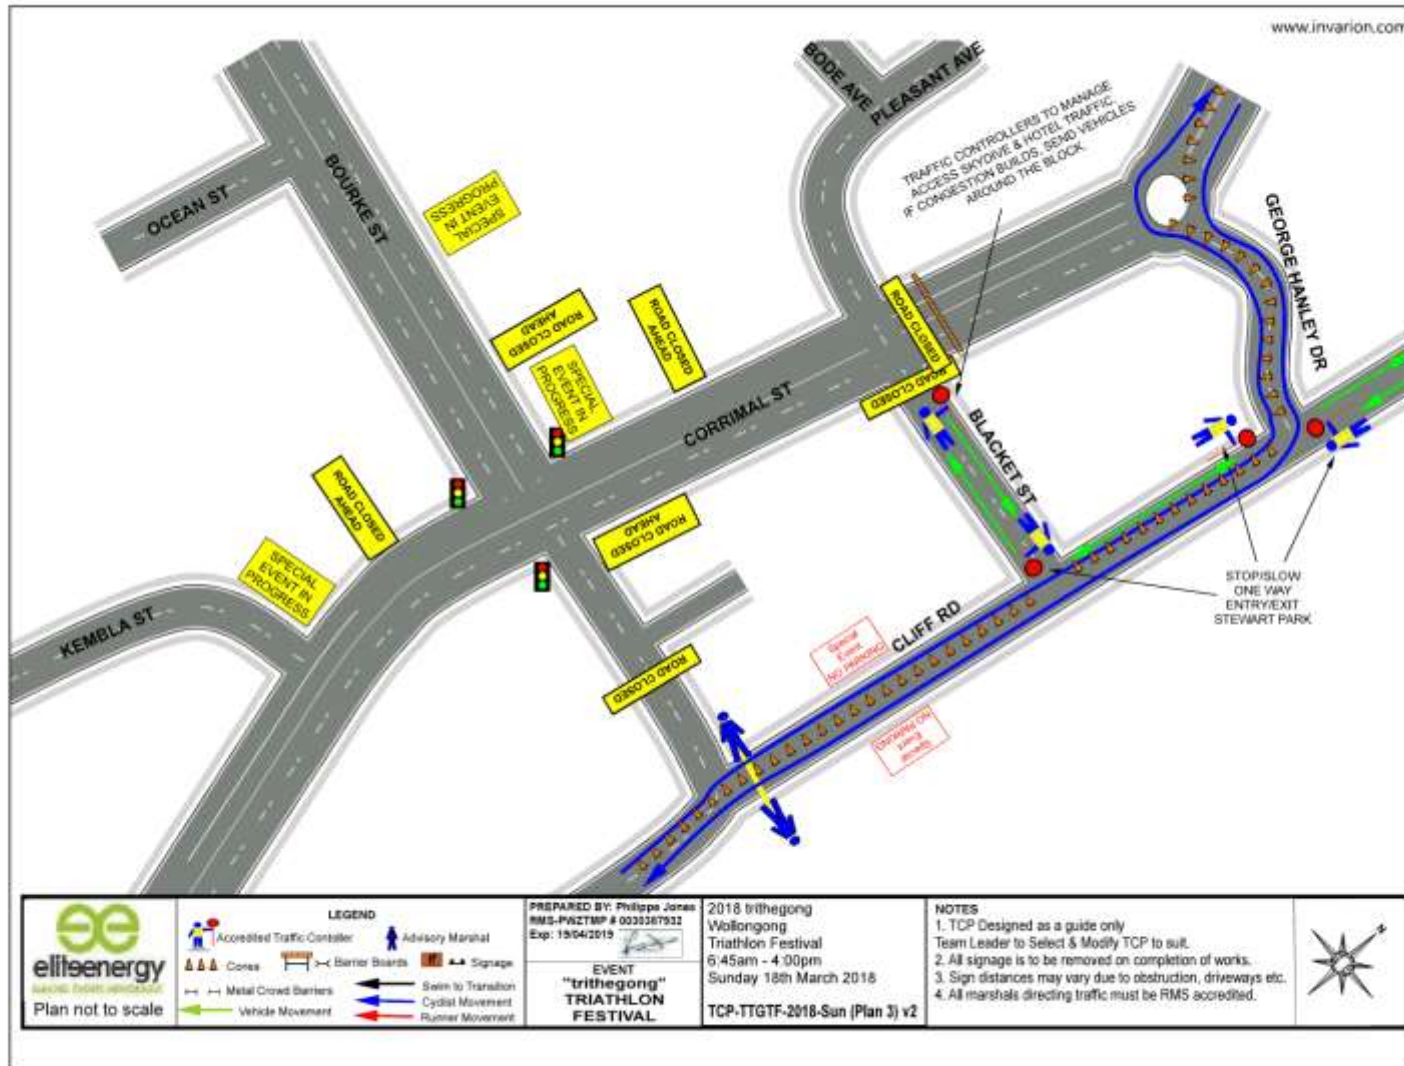 www.invarion.com
BODE AVE
PLEASANT AVE
TRAFFIC CONTROLLERS TO MANAGE
ACCESS SKYDIVE & HOTEL TRAFFIC.
IF CONGESTION BUILDS, SEND VEHICLES
AROUND THE BLOCK
OCEAN ST
BOURKE ST
SPECIAL
EVENT IN
PROGRESS
GEORGE HANLEY DR
ROAD CLOSED
AHEAD
ROAD CLOSED
AHEAD
ROAD CLOSED
ROAD CLOSED
SPECIAL
EVENT IN
PROGRESS
CORRIMAL ST
BLACKET ST
ROAD CLOSED
AHEAD
ROAD CLOSED
AHEAD
SPECIAL
EVENT IN
PROGRESS
KEMBLA ST
STOP/SLOW
ONE WAY
ENTRY/EXIT
STEWART PARK
CLIFF RD
Special
Event
NO PARKING
ROAD CLOSED
Special
Event
NO PARKING
eliteenergy
Plan not to scale
LEGEND
Accredited Traffic Contoller
Advisory Marshal
Cones
Barrier Boards
Signage
Metal Crowd Barriers
Swim to Transition
Cyclist Movement
Vehicle Movement
Runner Movement
PREPARED BY: Philippe Jones
RMS-PWZTMP # 0030387932
Exp: 19/04/2019
EVENT
"trithegong"
TRIATHLON
FESTIVAL
2018 trithegong
Wollongong
Triathlon Festival
6:45am - 4:00pm
Sunday 18th March 2018
TCP-TTGTF-2018-Sun (Plan 3) v2
NOTES
1. TCP Designed as a guide only
Team Leader to Select & Modify TCP to suit.
2. All signage is to be removed on completion of works.
3. Sign distances may vary due to obstruction, driveways etc.
4. All marshals directing traffic must be RMS accredited.